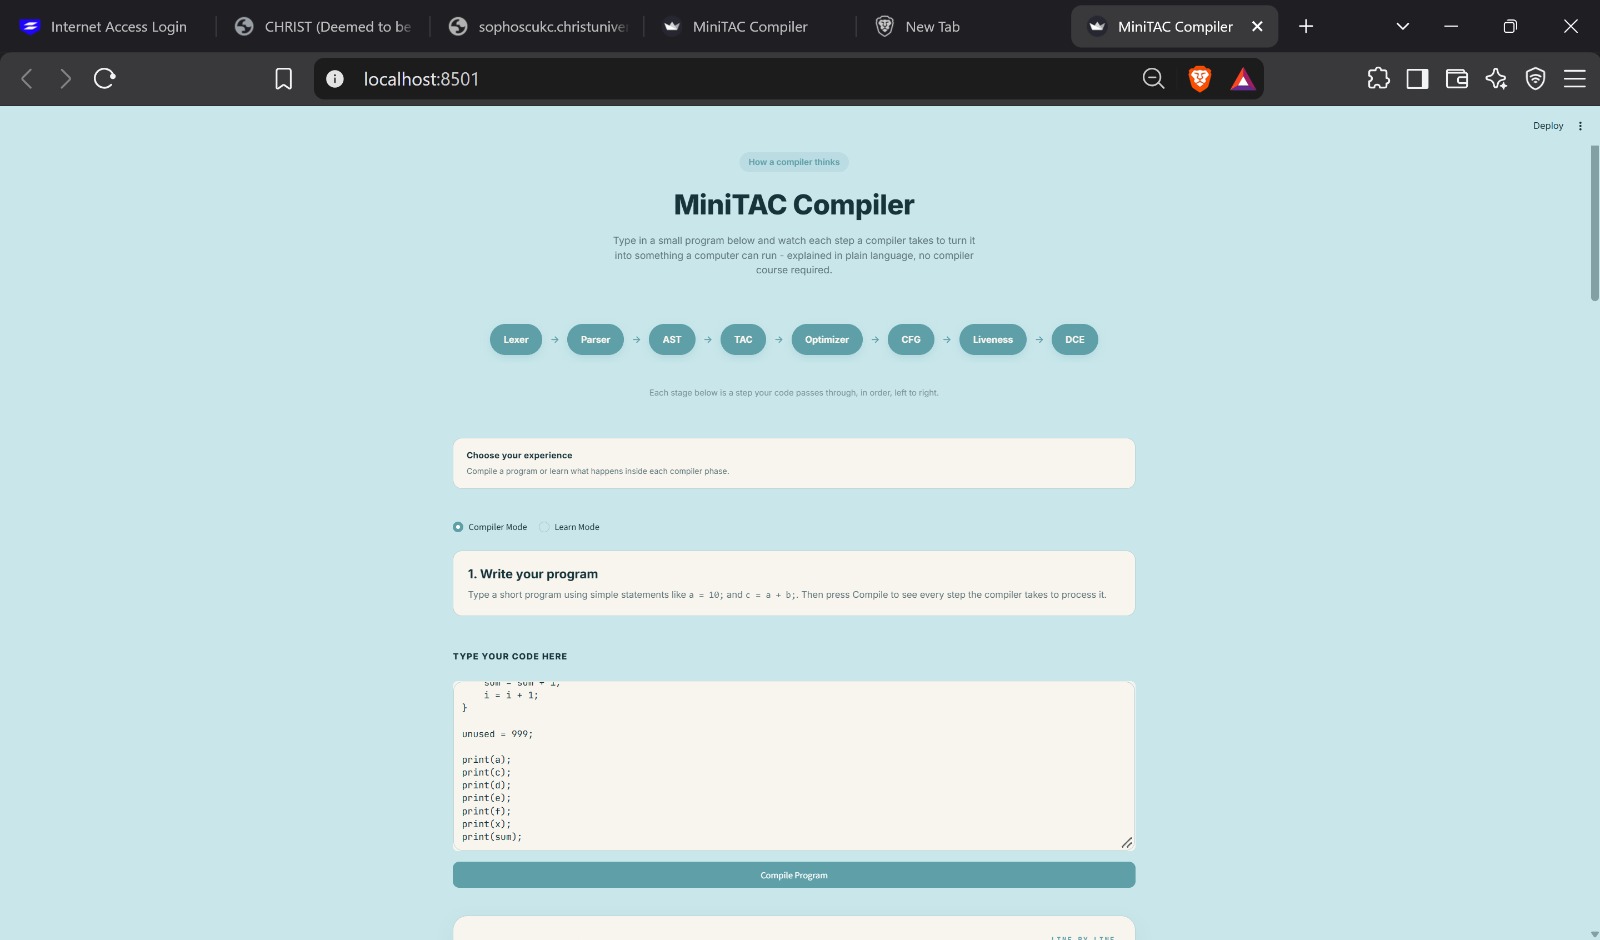 Internet Access Login
CHRIST (Deemed to be
sophoscukc.christunive
MiniTAC Compiler
New Tab
MiniTAC Compiler
localhost:8501
Deploy
How a compiler thinks
MiniTAC Compiler
Type in a small program below and watch each step a compiler takes to turn it
into something a computer can run - explained in plain language, no compiler
course required.
Lexer → Parser → AST → TAC → Optimizer → CFG → Liveness → DCE
Each stage below is a step your code passes through, in order, left to right.
Choose your experience
Compile a program or learn what happens inside each compiler phase.
Compiler Mode Learn Mode
1. Write your program
Type a short program using simple statements like a = 10; and c = a + b;. Then press Compile to see every step the compiler takes to process it.
TYPE YOUR CODE HERE
sum = sum + i;
i = i + 1;
}
unused = 999;
print(a);
print(c);
print(d);
print(e);
print(f);
print(x);
print(sum);
Compile Program
LINE BY LINE